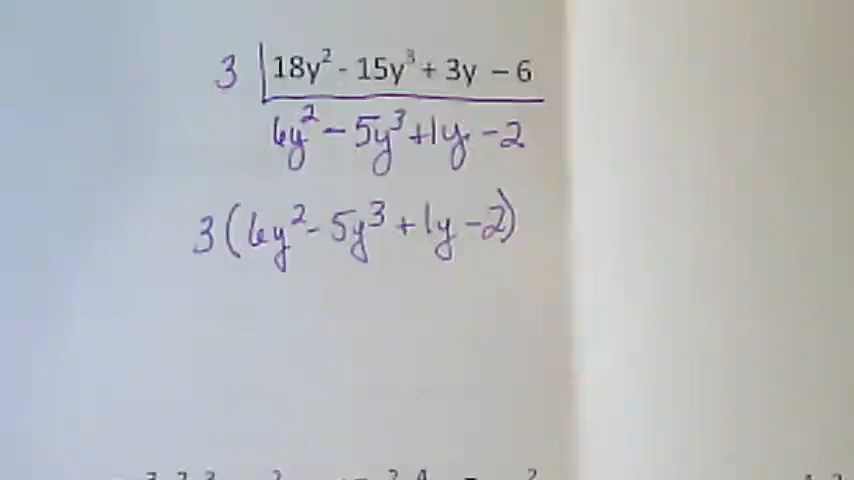 3 18y² - 15y³ + 3y - 6
6y² - 5y³ + 1y - 2
3(6y² - 5y³ + 1y - 2)